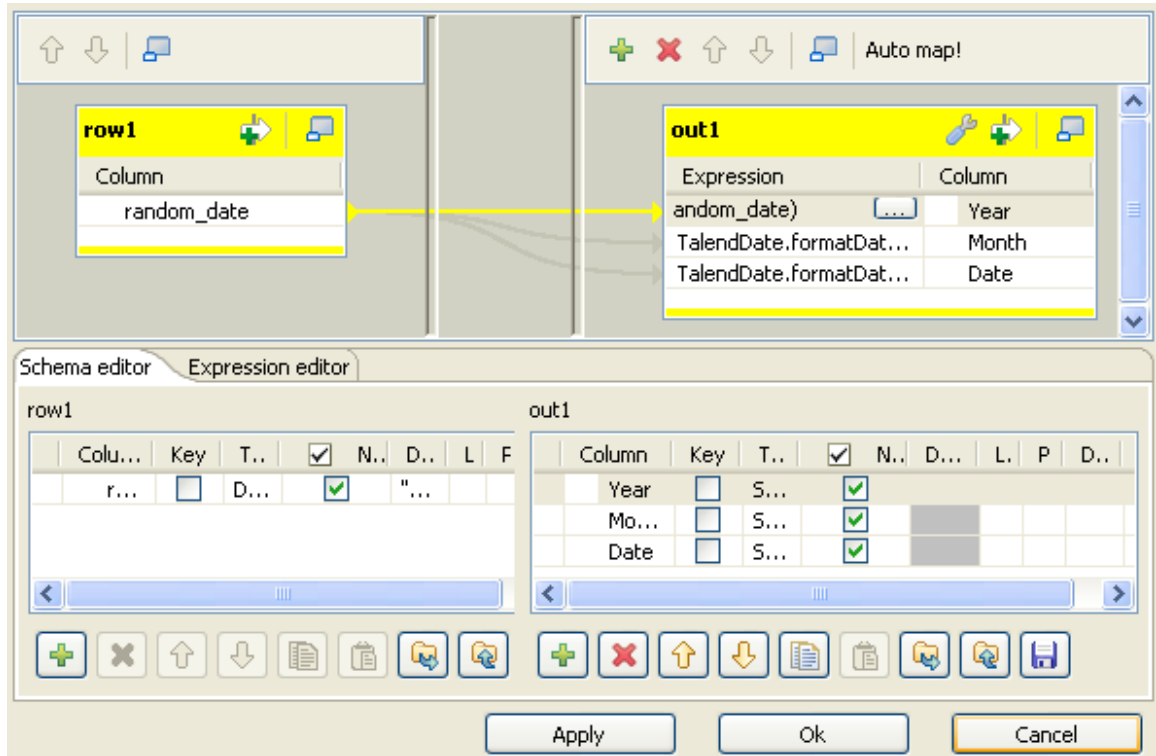 Auto map!
row1
Column
random_date
out1
Expression Column
andom_date) ... Year
TalendDate.formatDat... Month
TalendDate.formatDat... Date
Schema editor Expression editor
row1
Colu... Key T.. N.. D.. L F
r... D... "...
out1
Column Key T.. N.. D... L. P D..
Year S...
Mo... S...
Date S...
Apply Ok Cancel